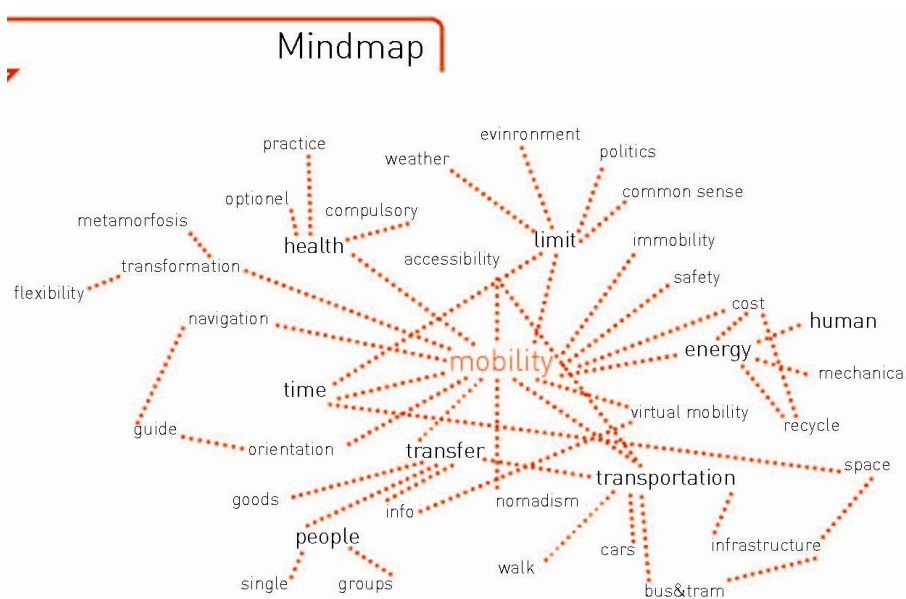 Mindmap
evinronment
practice
politics
weather
common sense
optionel
compulsory
metamorfosis
health
limit
immobility
accessibility
transformation
safety
flexibility
cost
navigation
human
energy
mobility
mechanica
time
virtual mobility
recycle
guide
orientation
transfer
space
transportation
goods
nomadism
info
people
infrastructure
cars
walk
single
groups
bus&tram